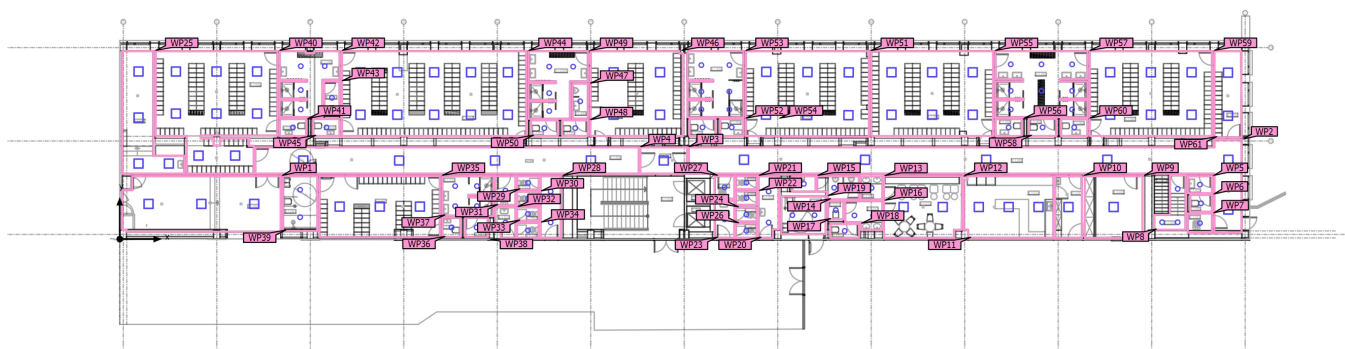 WP25 WP40 WP42 WP44 WP49 WP46 WP53 WP51 WP55 WP57 WP59
WP43 WP47
WP41 WP48 WP52 WP54 WP56 WP60
WP45 WP50 WP4 WP3 WP58 WP61 WP2
WP1 WP35 WP28 WP27 WP21 WP15 WP13 WP12 WP10 WP9 WP5
WP30 WP22 WP19 WP16 WP6
WP29 WP32 WP24 WP14 WP7
WP37 WP31 WP34 WP26 WP18
WP33 WP17
WP39 WP36 WP38 WP23 WP20 WP11 WP8
x